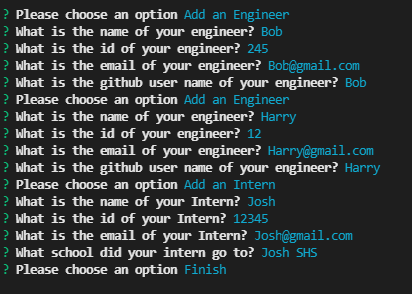 ? Please choose an option Add an Engineer
? What is the name of your engineer? Bob
? What is the id of your engineer? 245
? What is the email of your engineer? Bob@gmail.com
? What is the github user name of your engineer? Bob
? Please choose an option Add an Engineer
? What is the name of your engineer? Harry
? What is the id of your engineer? 12
? What is the email of your engineer? Harry@gmail.com
? What is the github user name of your engineer? Harry
? Please choose an option Add an Intern
? What is the name of your Intern? Josh
? What is the id of your Intern? 12345
? What is the email of your Intern? Josh@gmail.com
? What school did your intern go to? Josh SHS
? Please choose an option Finish